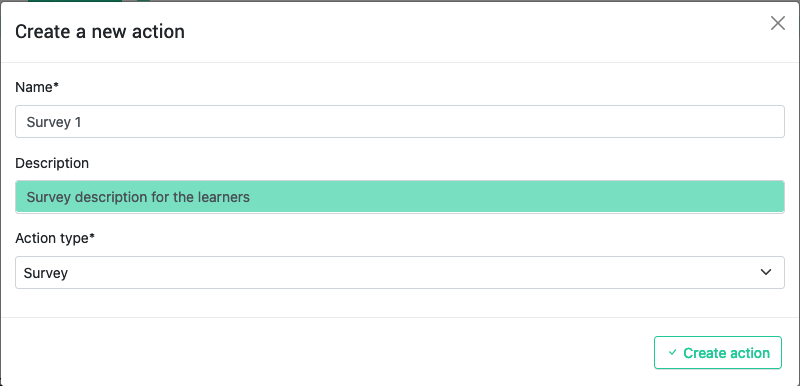 Create a new action
Name*
Survey 1
Description
Survey description for the learners
Action type*
Survey
Create action